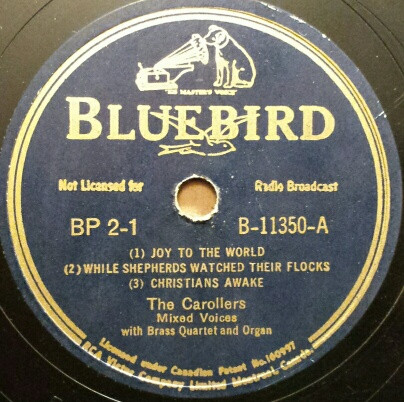 "HIS MASTER'S VOICE"
BLUEBIRD
Not Licensed for Radio Broadcast
BP 2-1 B-11350-A
(1) JOY TO THE WORLD
(2) WHILE SHEPHERDS WATCHED THEIR FLOCKS
(3) CHRISTIANS AWAKE
The Carollers
Mixed Voices
with Brass Quartet and Organ
Licensed under Canadian Patent No. 160997
RCA Victor Company Limited Montreal, Canada.